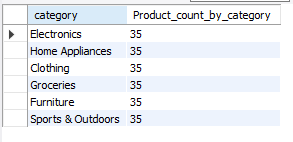 category Product_count_by_category
Electronics 35
Home Appliances 35
Clothing 35
Groceries 35
Furniture 35
Sports & Outdoors 35